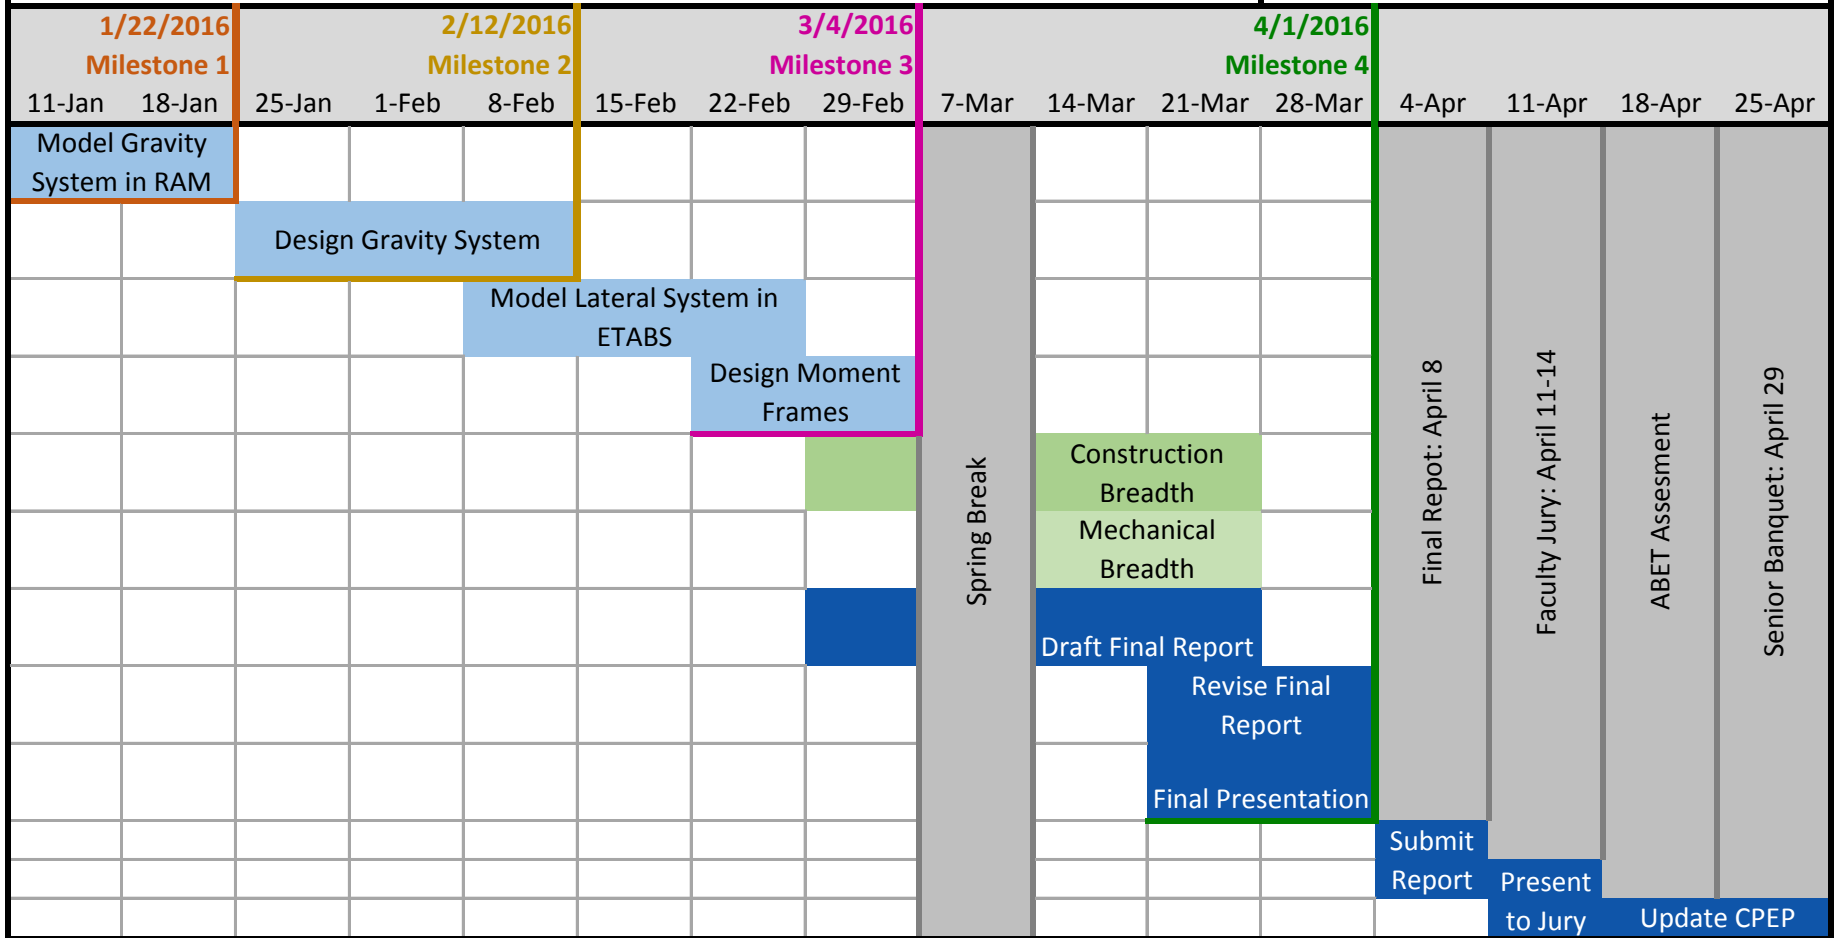 1/22/2016 2/12/2016 3/4/2016 4/1/2016
Milestone 1 Milestone 2 Milestone 3 Milestone 4
11-Jan 18-Jan 25-Jan 1-Feb 8-Feb 15-Feb 22-Feb 29-Feb 7-Mar 14-Mar 21-Mar 28-Mar 4-Apr 11-Apr 18-Apr 25-Apr
Model Gravity
System in RAM
Design Gravity System
Model Lateral System in
ETABS
Design Moment
Frames
Spring Break
Construction
Breadth
Mechanical
Breadth
Draft Final Report
Revise Final
Report
Final Presentation
Final Repot: April 8
Faculty Jury: April 11-14
ABET Assesment
Senior Banquet: April 29
Submit
Report
Present
to Jury
Update CPEP